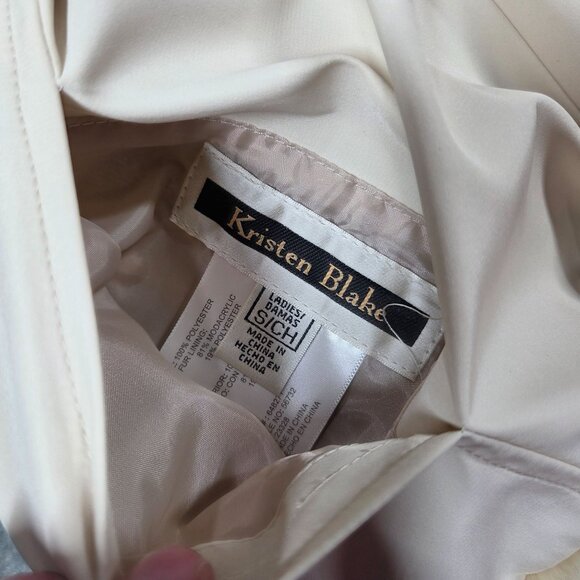 Kristen Blake
LADIES/
DAMAS
S/CH
MADE IN
CHINA
HECHO EN
CHINA
100% POLYESTER
FUR LINING:
81% MODACRYLIC
19% POLYESTER